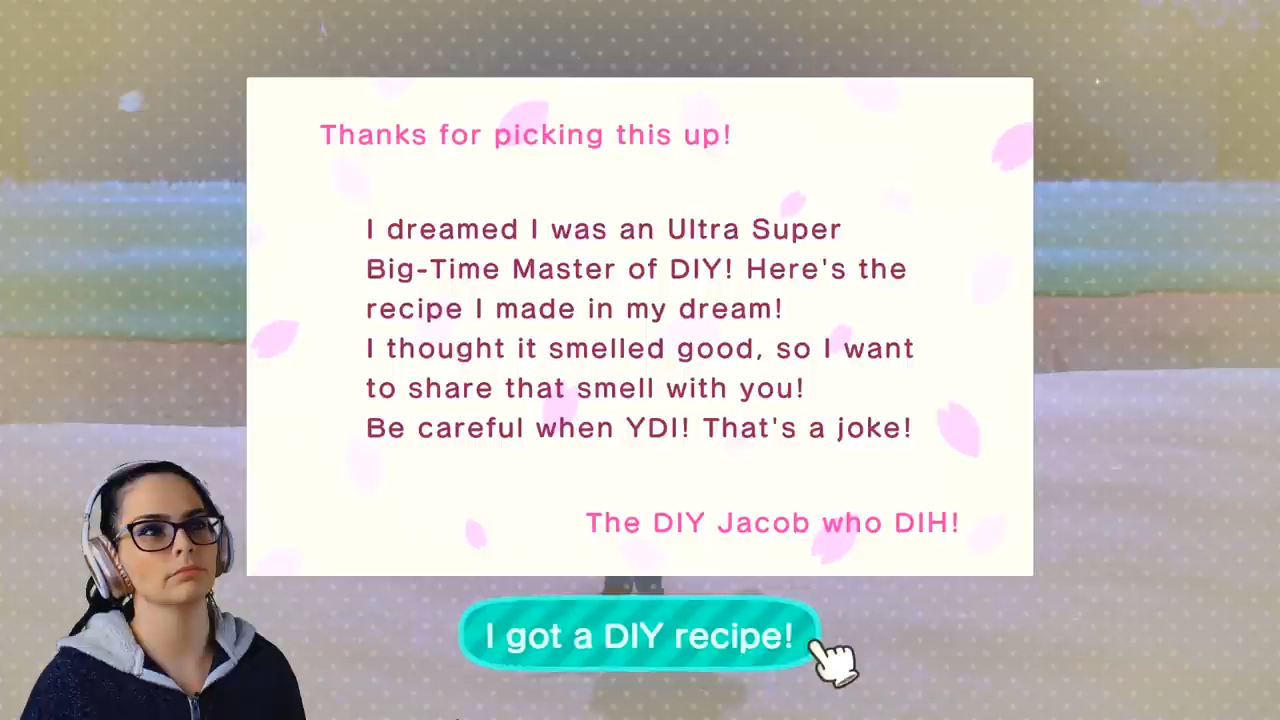 Thanks for picking this up!
I dreamed I was an Ultra Super
Big-Time Master of DIY! Here's the
recipe I made in my dream!
I thought it smelled good, so I want
to share that smell with you!
Be careful when YDI! That's a joke!
The DIY Jacob who DIH!
I got a DIY recipe!